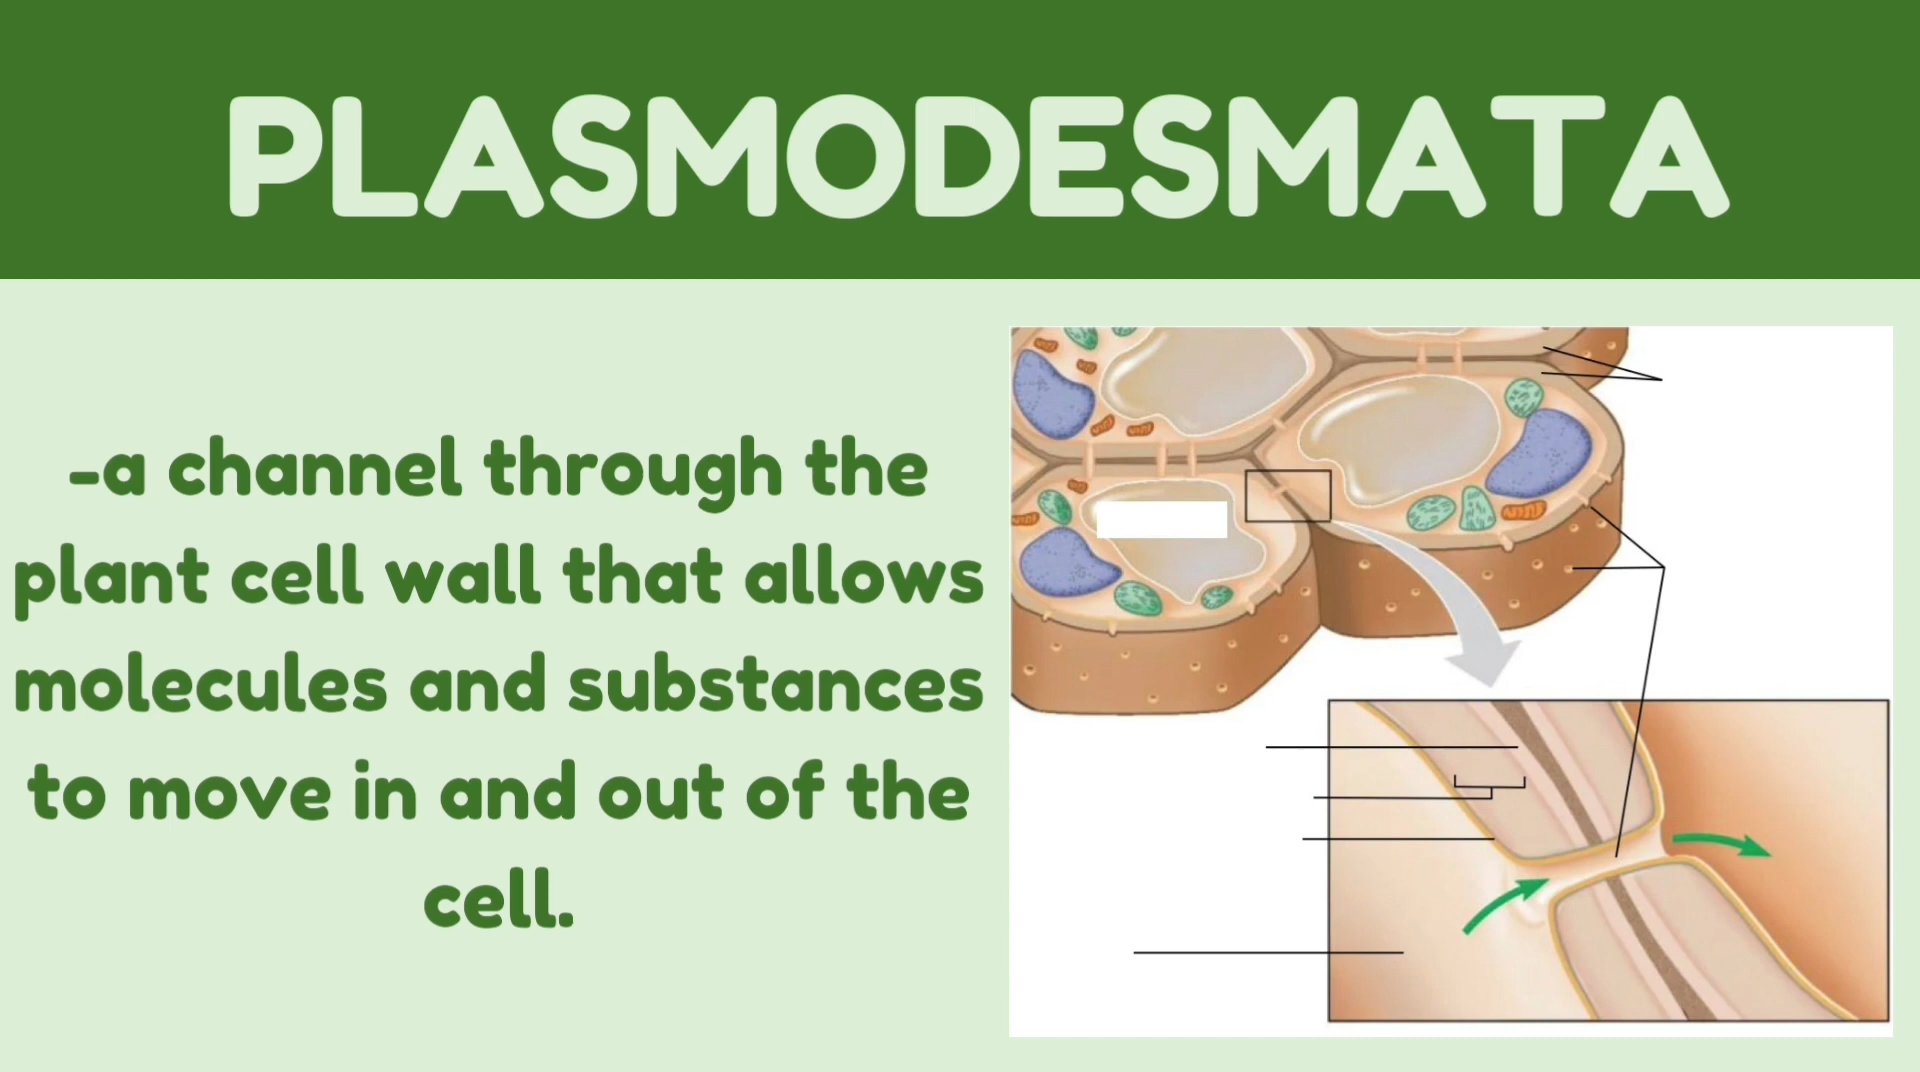 PLASMODESMATA
-a channel through the
plant cell wall that allows
molecules and substances
to move in and out of the
cell.